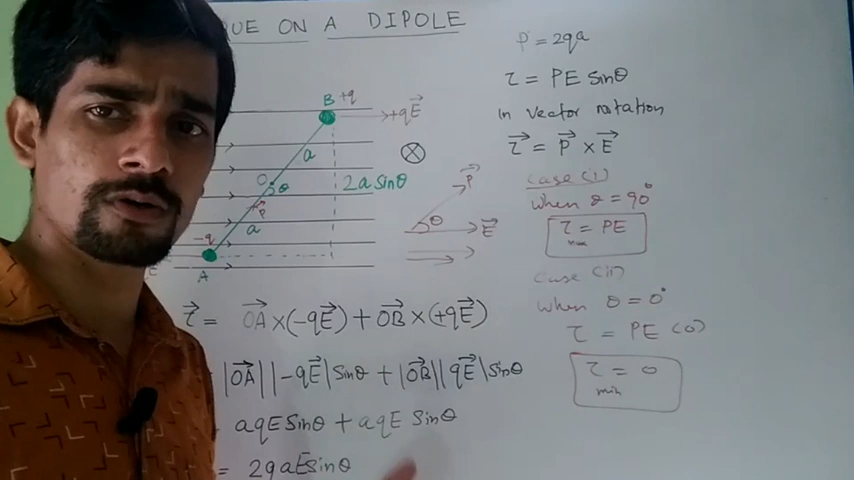 QUE ON A DIPOLE
P = 2qa
τ = PE Sinθ
in vector notation
τ⃗ = P⃗ × E⃗
Case (i)
when θ = 90°
τ = PE
max
Case (ii)
when θ = 0°
τ = PE (0)
τ = 0
min
B +q
+qE⃗
a
O
θ
2a Sinθ
P⃗
a
-q
E
A
P⃗
θ
E⃗
τ⃗ = OA⃗ × (-qE⃗) + OB⃗ × (+qE⃗)
|OA⃗| |-qE⃗| Sinθ + |OB⃗| |qE⃗| Sinθ
aqE Sinθ + aqE Sinθ
= 2qaE Sinθ